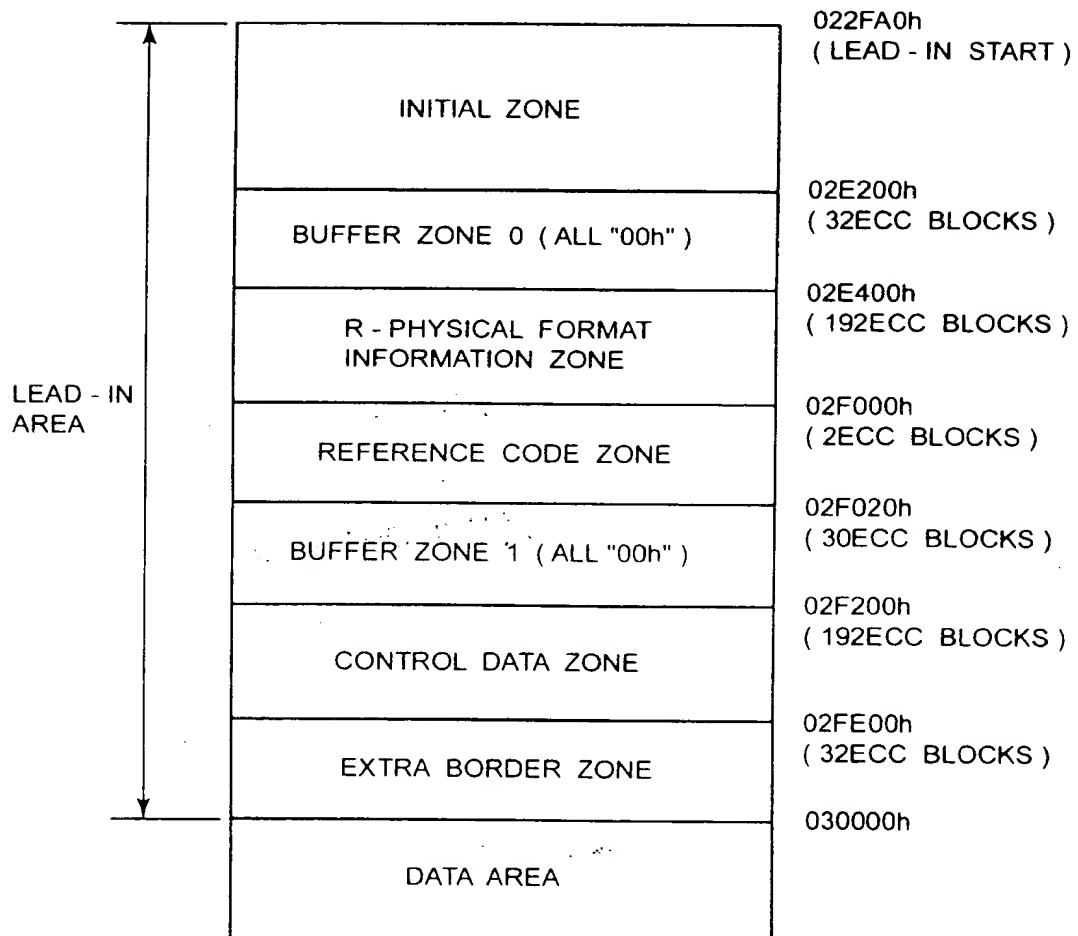 022FA0h
( LEAD - IN START )
INITIAL ZONE
02E200h
( 32ECC BLOCKS )
BUFFER ZONE 0 ( ALL "00h" )
02E400h
( 192ECC BLOCKS )
R - PHYSICAL FORMAT
INFORMATION ZONE
LEAD - IN
AREA
02F000h
( 2ECC BLOCKS )
REFERENCE CODE ZONE
02F020h
( 30ECC BLOCKS )
BUFFER ZONE 1 ( ALL "00h" )
02F200h
( 192ECC BLOCKS )
CONTROL DATA ZONE
02FE00h
( 32ECC BLOCKS )
EXTRA BORDER ZONE
030000h
DATA AREA